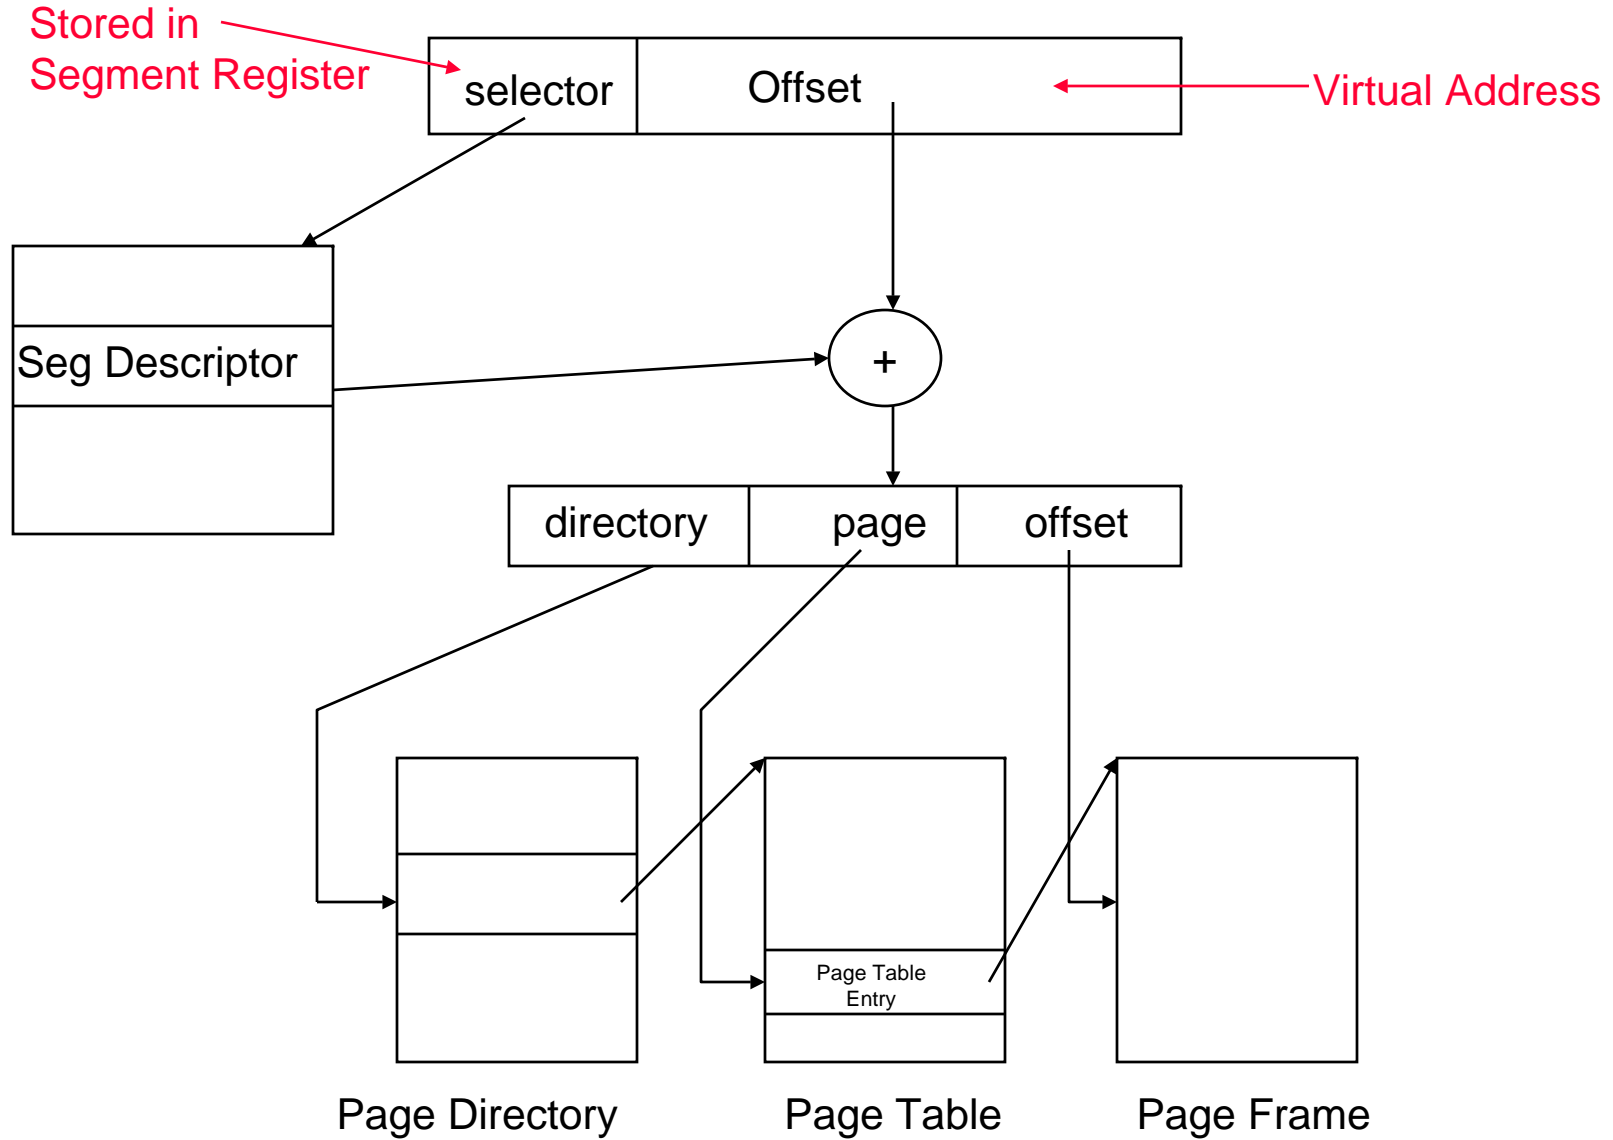 Stored in
Segment Register
selector
Offset
Virtual Address
Seg Descriptor
+
directory
page
offset
Page Table
Entry
Page Directory
Page Table
Page Frame